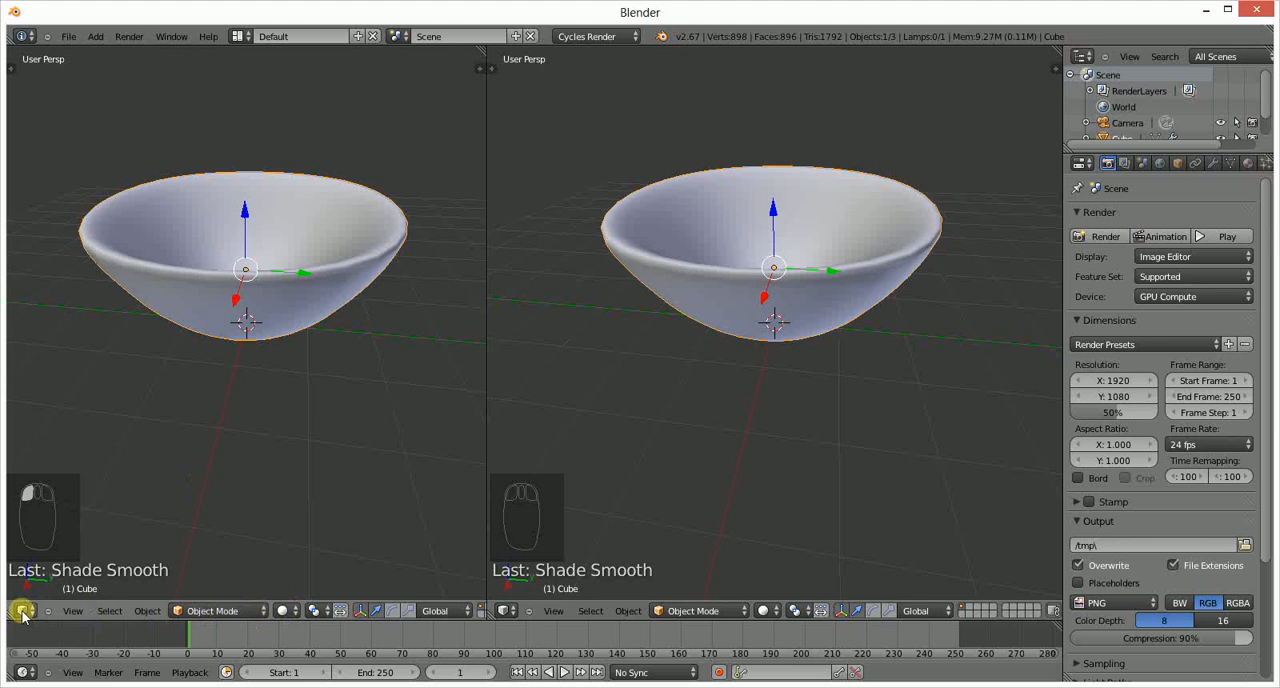 Blender
File Add Render Window Help Default Scene Cycles Render v2.67 | Verts:898 | Faces:896 | Tris:1792 | Objects:1/3 | Lamps:0/1 | Mem:9.27M (0.11M) | Cube
User Persp
User Persp
View Search All Scenes
Scene
RenderLayers
World
Camera
Scene
Render
Render Animation Play
Display: Image Editor
Feature Set: Supported
Device: GPU Compute
Dimensions
Render Presets
Resolution: Frame Range:
X: 1920 Start Frame: 1
Y: 1080 End Frame: 250
50% Frame Step: 1
Aspect Ratio: Frame Rate:
X: 1.000 24 fps
Y: 1.000 Time Remapping:
Bord Crop : 100 : 100
Stamp
Output
/tmp\
Overwrite File Extensions
Placeholders
PNG BW RGB RGBA
Color Depth: 8 16
Compression: 90%
Sampling
Last: Shade Smooth
(1) Cube
Last: Shade Smooth
(1) Cube
View Select Object Object Mode Global
View Select Object Object Mode Global
-50 -40 -30 -20 -10 0 10 20 30 40 50 60 70 80 90 100 110 120 130 140 150 160 170 180 190 200 210 220 230 240 250 260 270 280
View Marker Frame Playback Start: 1 End: 250 1 No Sync